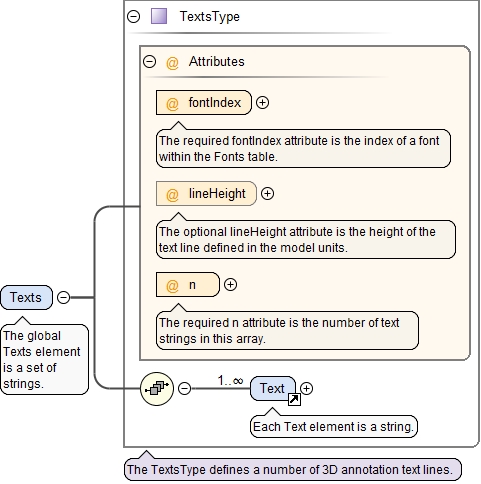 TextsType
@ Attributes
@ fontIndex
The required fontIndex attribute is the index of a font
within the Fonts table.
@ lineHeight
The optional lineHeight attribute is the height of the
text line defined in the model units.
@ n
The required n attribute is the number of text
strings in this array.
Texts
The global
Texts element
is a set of
strings.
1..∞
Text
Each Text element is a string.
The TextsType defines a number of 3D annotation text lines.